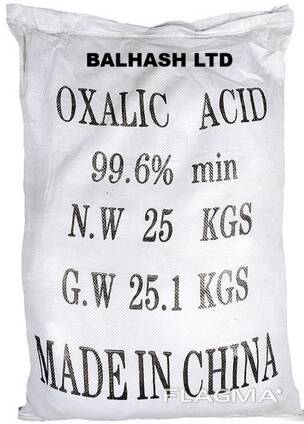 BALHASH LTD
OXALIC ACID
99.6% min
N.W 25 KGS
G.W 25.1 KGS
MADE IN CHINA
FLAGMA